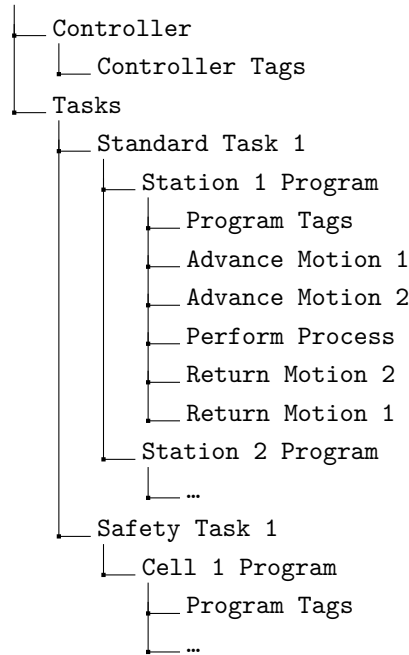 Controller
Controller Tags
Tasks
Standard Task 1
Station 1 Program
Program Tags
Advance Motion 1
Advance Motion 2
Perform Process
Return Motion 2
Return Motion 1
Station 2 Program
…
Safety Task 1
Cell 1 Program
Program Tags
…